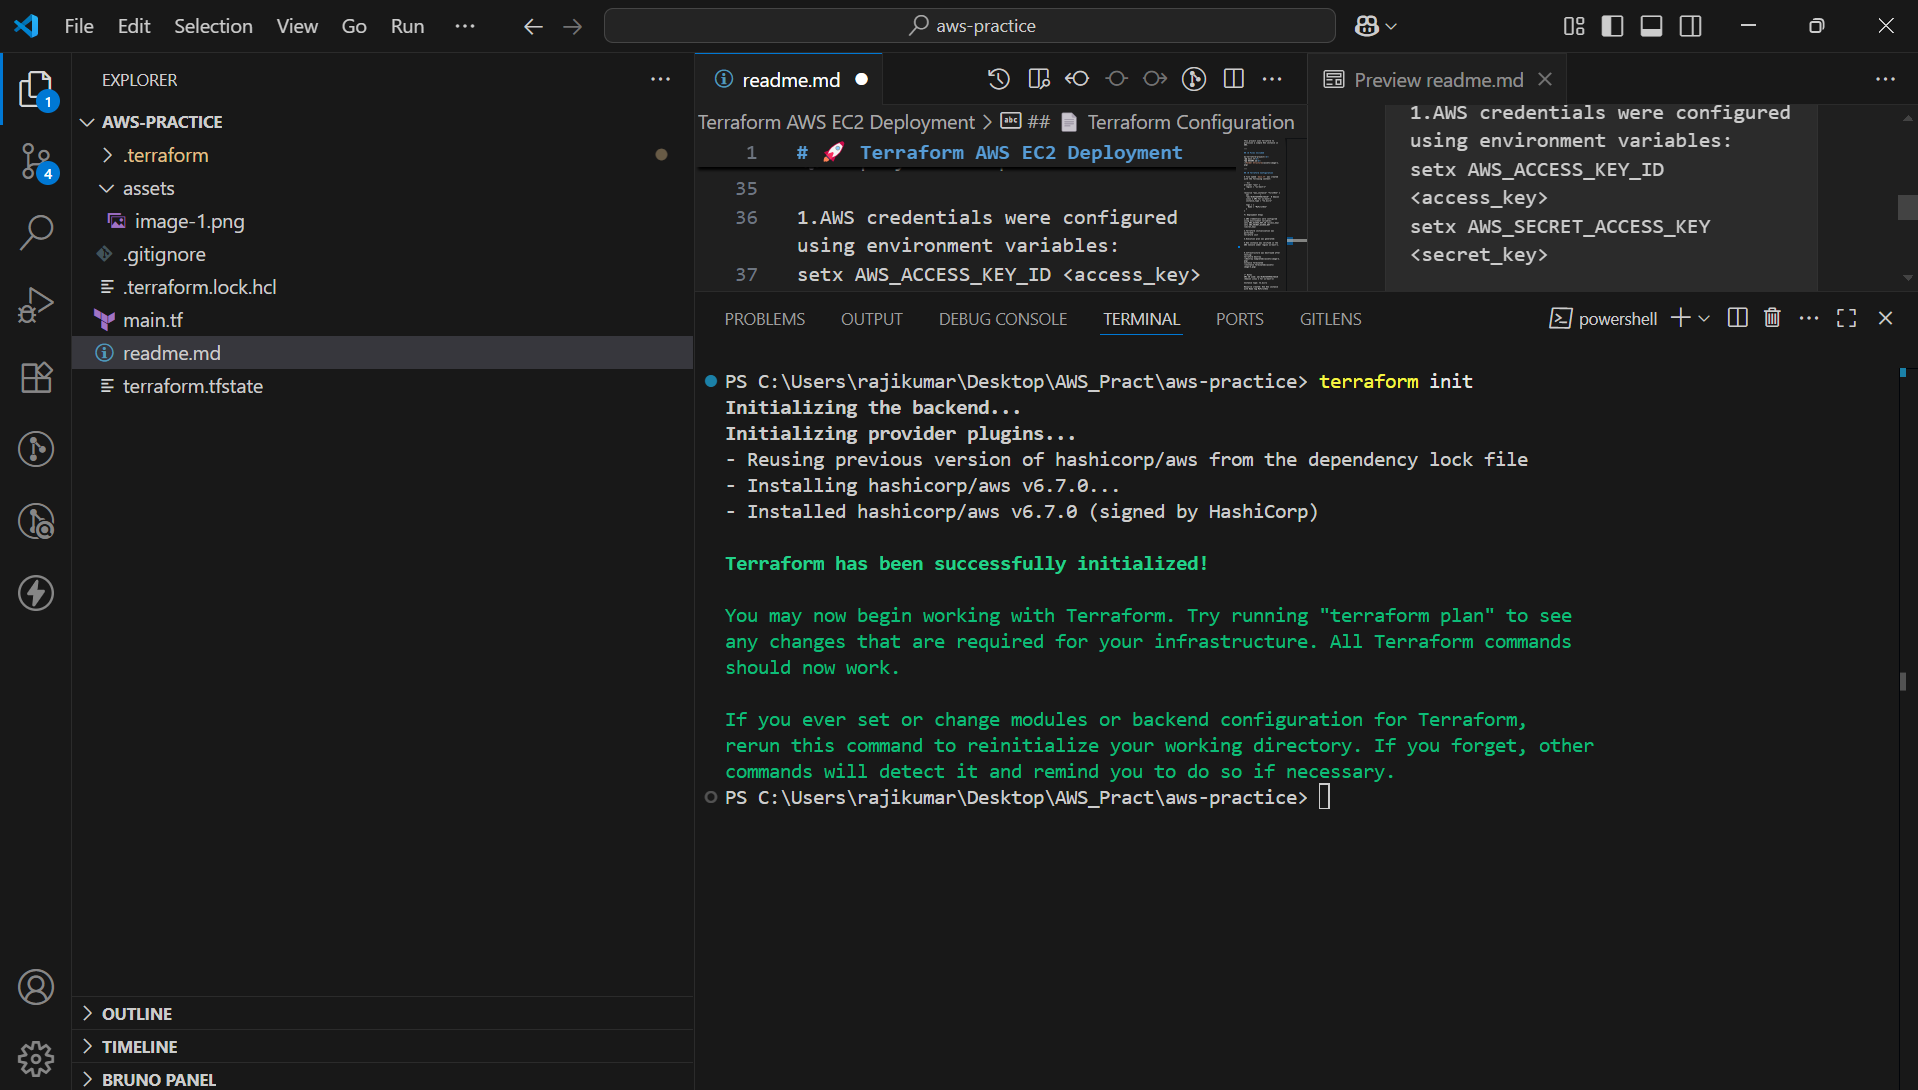 File Edit Selection View Go Run ··· aws-practice
EXPLORER ···
AWS-PRACTICE
.terraform
assets
image-1.png
.gitignore
.terraform.lock.hcl
main.tf
readme.md
terraform.tfstate
OUTLINE
TIMELINE
BRUNO PANEL
1
4
readme.md
Terraform AWS EC2 Deployment > abc ## Terraform Configuration
1 # 🚀 Terraform AWS EC2 Deployment
35
36 1.AWS credentials were configured
using environment variables:
37 setx AWS_ACCESS_KEY_ID <access_key>
Preview readme.md
1.AWS credentials were configured
using environment variables:
setx AWS_ACCESS_KEY_ID
<access_key>
setx AWS_SECRET_ACCESS_KEY
<secret_key>
PROBLEMS OUTPUT DEBUG CONSOLE TERMINAL PORTS GITLENS powershell
PS C:\Users\rajikumar\Desktop\AWS_Pract\aws-practice> terraform init
Initializing the backend...
Initializing provider plugins...
- Reusing previous version of hashicorp/aws from the dependency lock file
- Installing hashicorp/aws v6.7.0...
- Installed hashicorp/aws v6.7.0 (signed by HashiCorp)
Terraform has been successfully initialized!
You may now begin working with Terraform. Try running "terraform plan" to see
any changes that are required for your infrastructure. All Terraform commands
should now work.
If you ever set or change modules or backend configuration for Terraform,
rerun this command to reinitialize your working directory. If you forget, other
commands will detect it and remind you to do so if necessary.
PS C:\Users\rajikumar\Desktop\AWS_Pract\aws-practice>